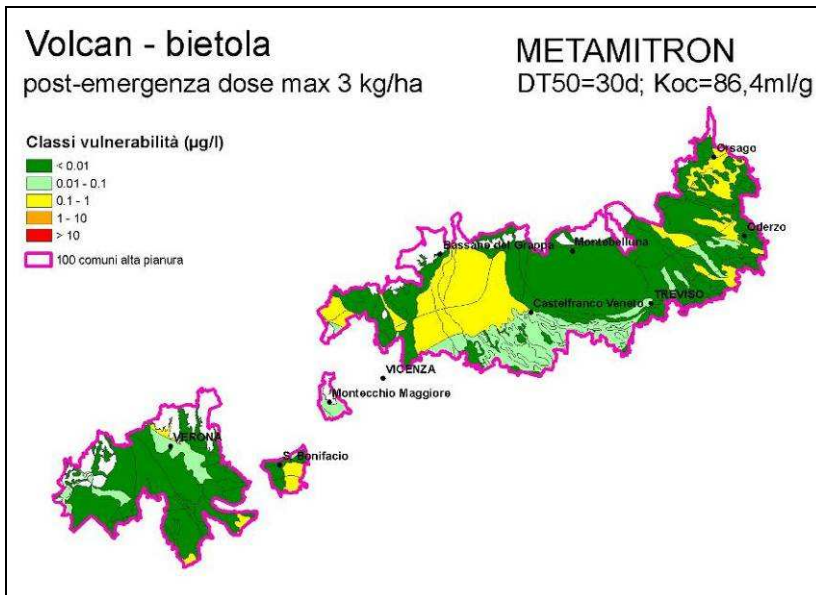 Volcan - bietola
post-emergenza dose max 3 kg/ha
METAMITRON
DT50=30d; Koc=86,4ml/g
Classi vulnerabilità (µg/l)
< 0.01
0.01 - 0.1
0.1 - 1
1 - 10
> 10
100 comuni alta pianura
Orsago
Oderzo
Bassano del Grappa
Montebelluna
TREVISO
Castelfranco Veneto
VICENZA
Montecchio Maggiore
VERONA
S. Bonifacio